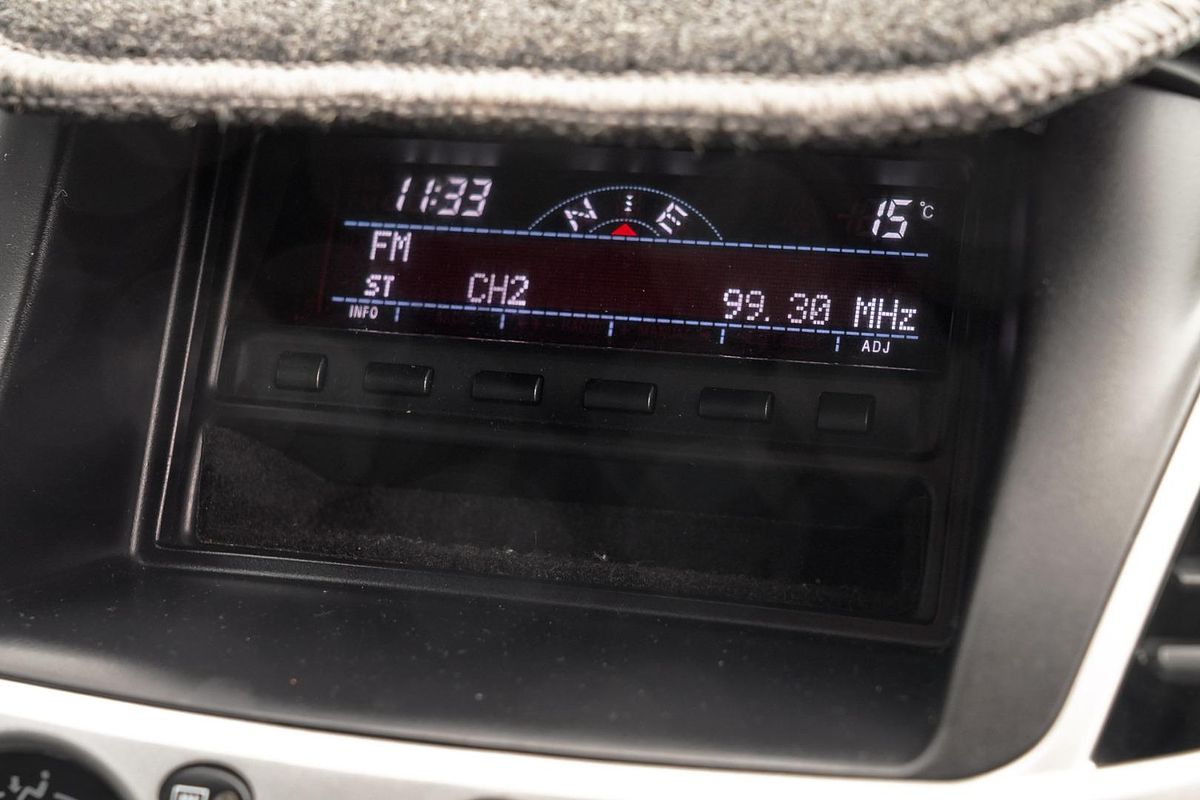 11:33
N E
15 °C
FM
ST CH2 99.30 MHz
INFO
ADJ